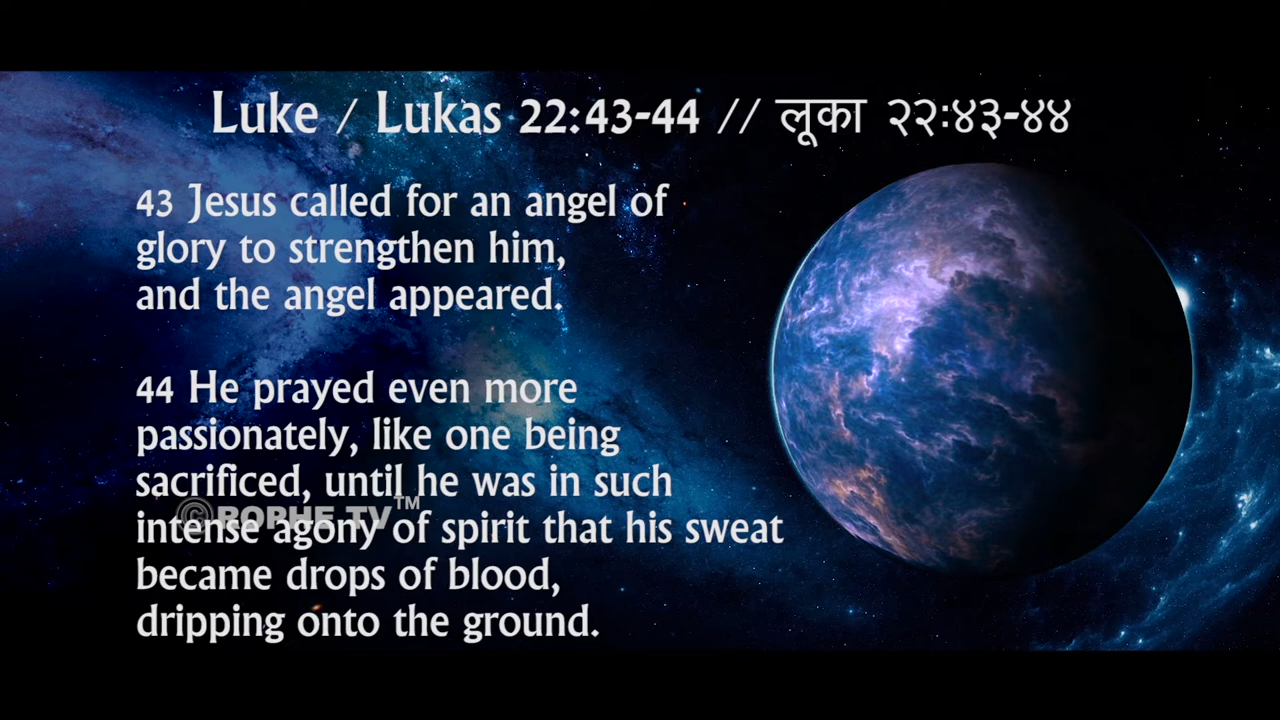 Luke / Lukas 22:43-44 // लूका २२:४३-४४
43 Jesus called for an angel of
glory to strengthen him,
and the angel appeared.
44 He prayed even more
passionately, like one being
sacrificed, until he was in such
©ROPHE TV™
intense agony of spirit that his sweat
became drops of blood,
dripping onto the ground.